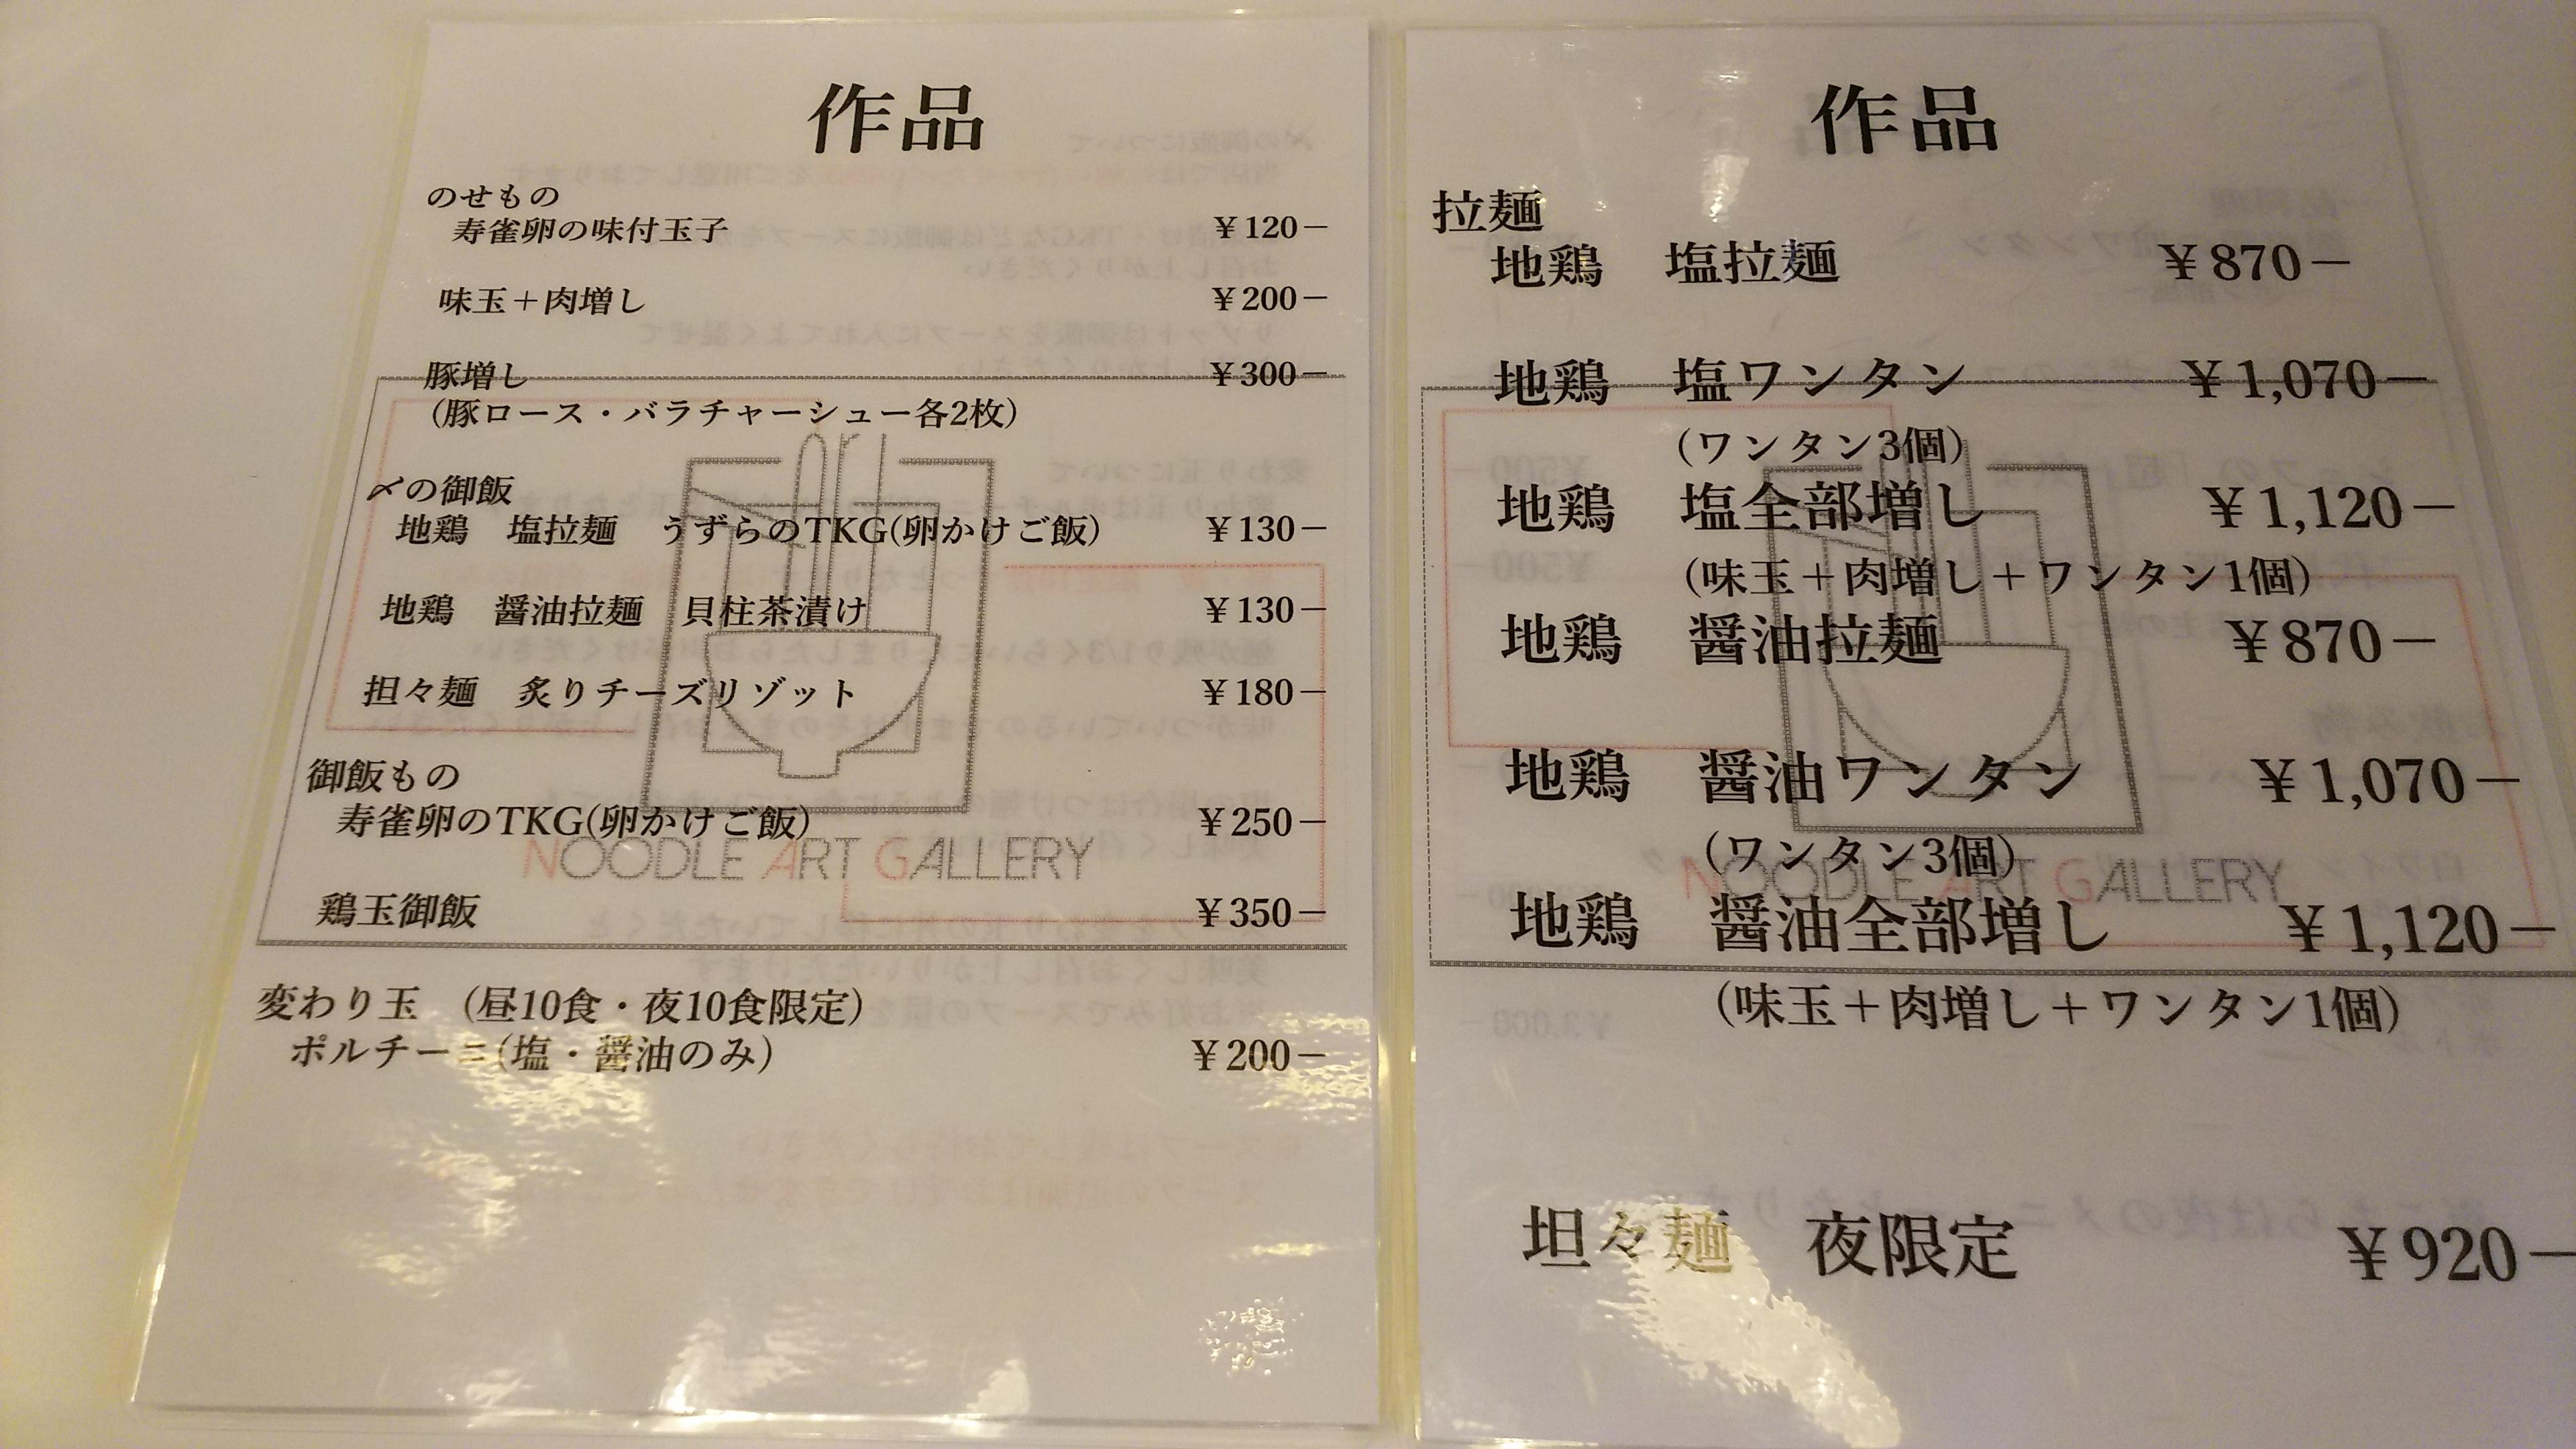 作品
のせもの
寿雀卵の味付玉子 ¥120−
味玉＋肉増し ¥200−
豚増し ¥300−
(豚ロース・バラチャーシュー各2枚)
〆の御飯
地鶏 塩拉麺 うずらのTKG(卵かけご飯) ¥130−
地鶏 醤油拉麺 貝柱茶漬け ¥130−
担々麺 炙りチーズリゾット ¥180−
御飯もの
寿雀卵のTKG(卵かけご飯) ¥250−
NOODLE ART GALLERY
鶏玉御飯 ¥350−
変わり玉 (昼10食・夜10食限定)
ポルチーニ(塩・醤油のみ) ¥200−
作品
拉麺
地鶏 塩拉麺 ¥870−
地鶏 塩ワンタン ¥1,070−
(ワンタン3個)
地鶏 塩全部増し ¥1,120−
(味玉＋肉増し＋ワンタン1個)
地鶏 醤油拉麺 ¥870−
地鶏 醤油ワンタン ¥1,070−
(ワンタン3個)
NOODLE ART GALLERY
地鶏 醤油全部増し ¥1,120−
(味玉＋肉増し＋ワンタン1個)
坦々麺 夜限定 ¥920−